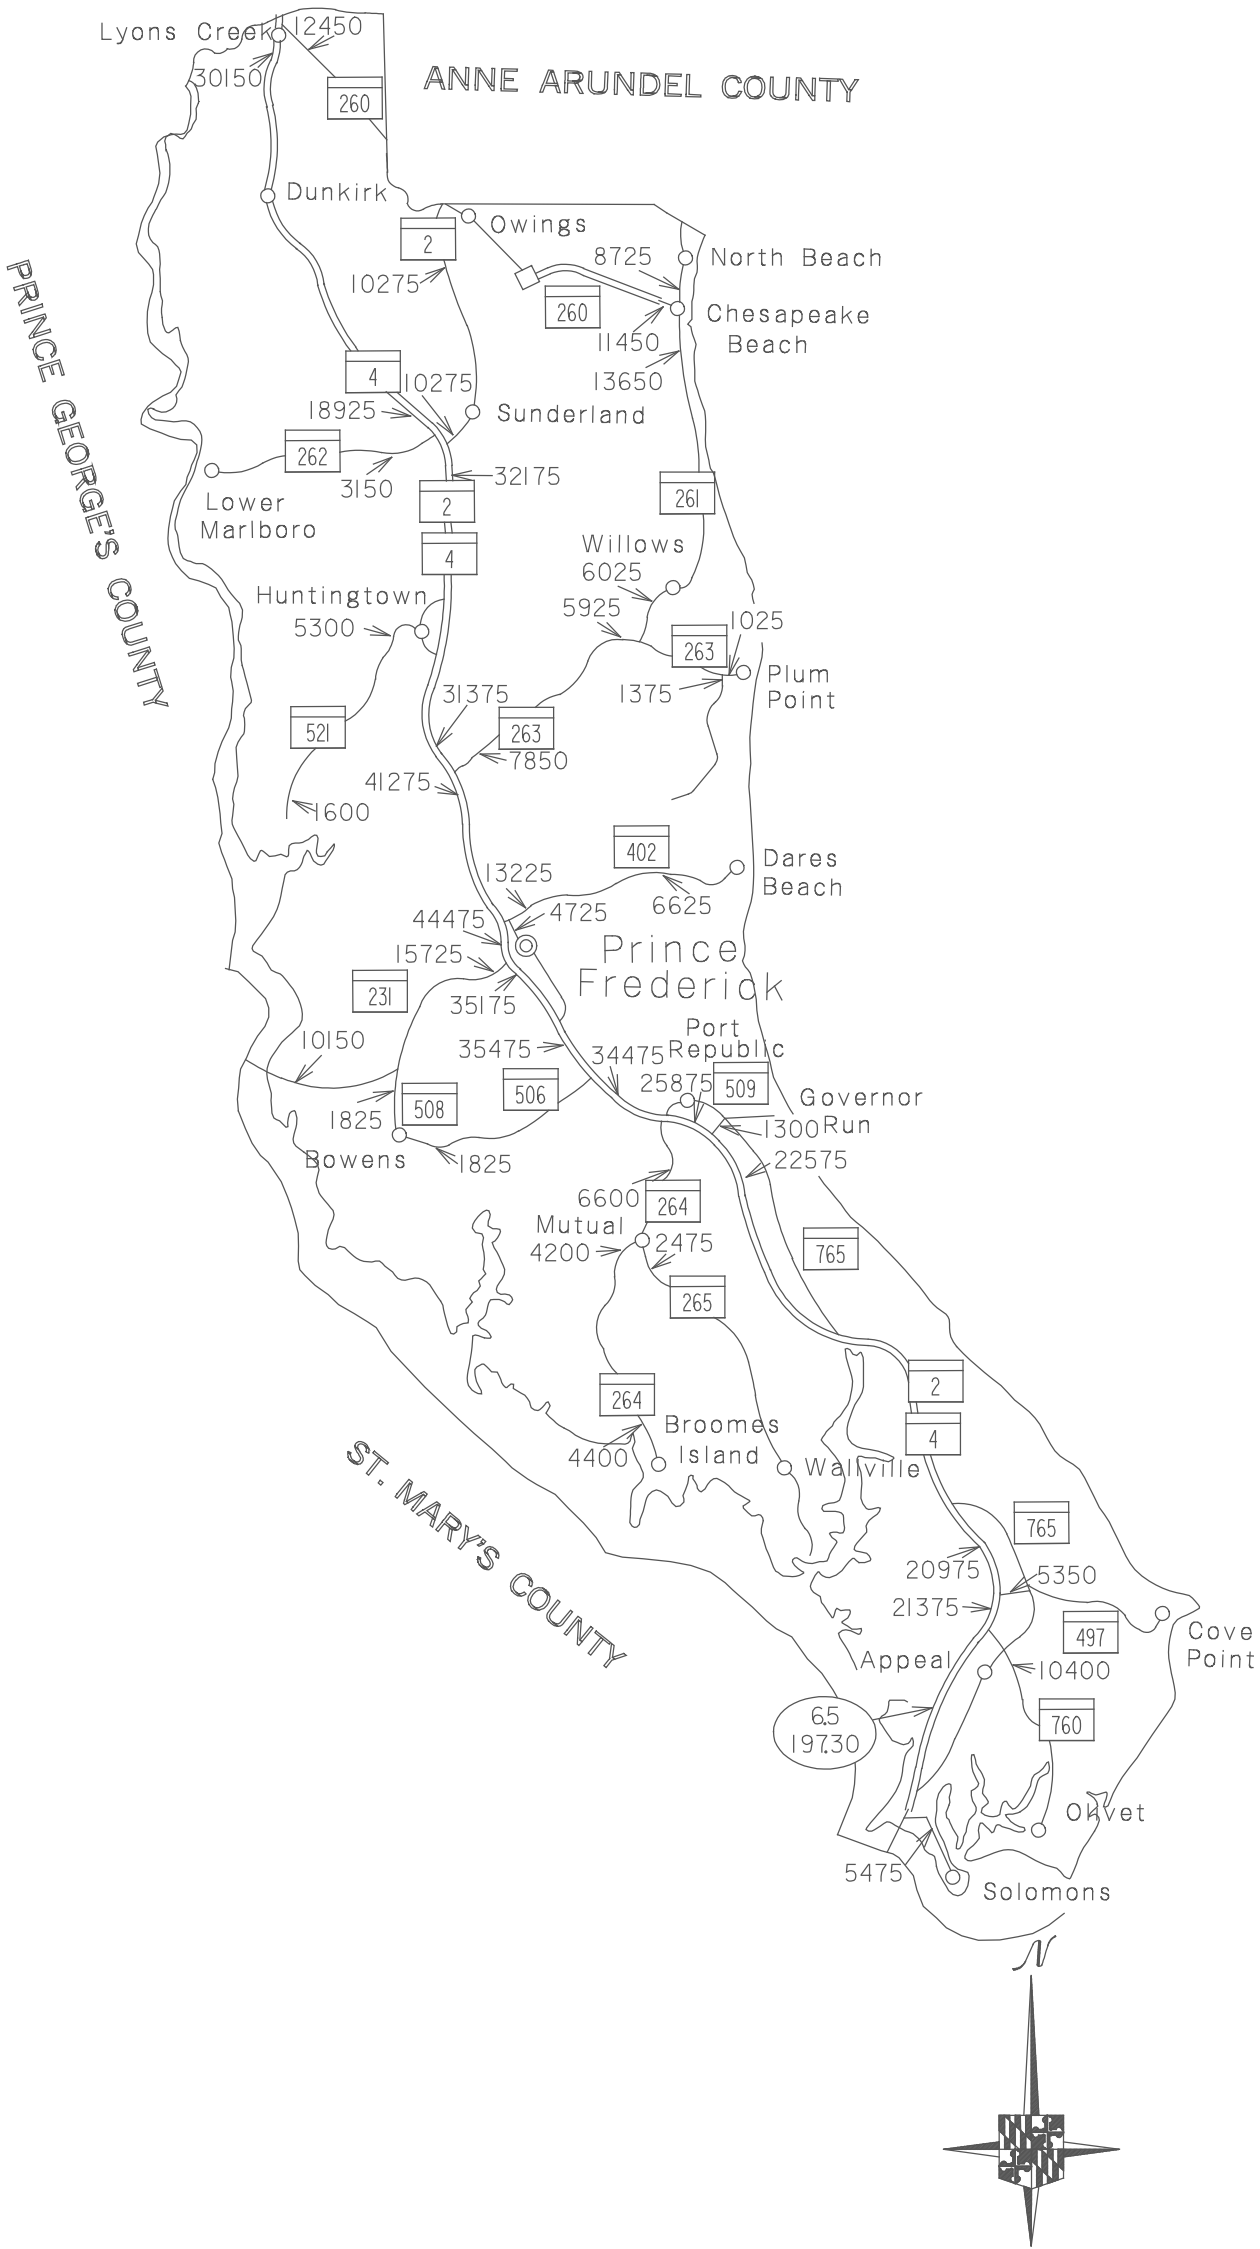 Lyons Creek
12450
30150
ANNE ARUNDEL COUNTY
260
Dunkirk
Owings
2
8725
North Beach
10275
260
Chesapeake
Beach
11450
13650
PRINCE GEORGE'S COUNTY
4
10275
18925
Sunderland
262
3150
32175
Lower
Marlboro
2
261
4
Willows
6025
Huntingtown
5300
5925
1025
263
Plum
Point
1375
31375
521
263
7850
41275
1600
402
Dares
Beach
13225
6625
4725
44475
Prince
Frederick
15725
231
35175
Port
Republic
10150
35475
34475
25875
509
506
508
Governor
Run
1825
1300
Bowens
1825
22575
6600
264
Mutual
4200
2475
765
265
2
264
4
Broomes
Island
4400
Wallville
ST. MARY'S COUNTY
765
20975
5350
21375
497
Cove
Point
Appeal
10400
6.5
197.30
760
Olivet
5475
Solomons
N